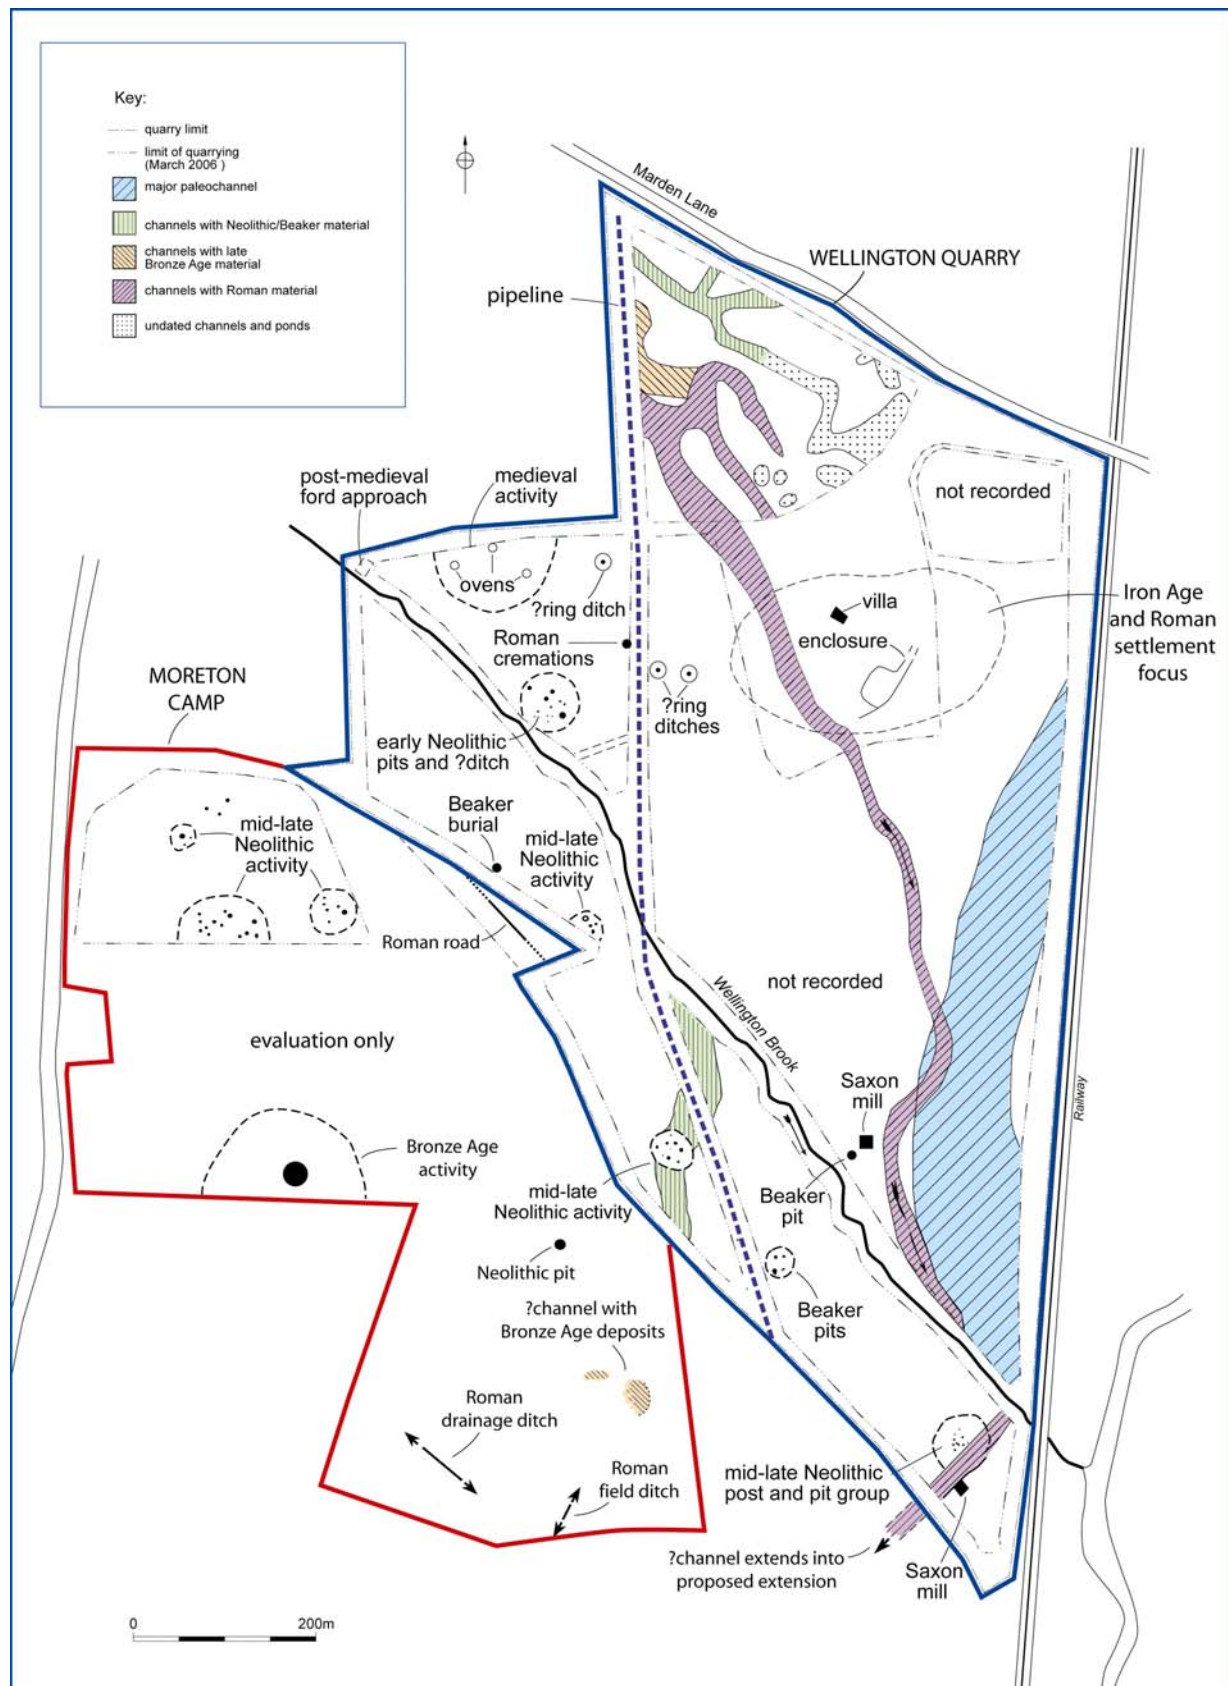 Key:
quarry limit
limit of quarrying
(March 2006 )
major paleochannel
channels with Neolithic/Beaker material
channels with late
Bronze Age material
channels with Roman material
undated channels and ponds
Marden Lane
WELLINGTON QUARRY
pipeline
post-medieval
ford approach
medieval
activity
not recorded
ovens
?ring ditch
villa
enclosure
Iron Age
and Roman
settlement
focus
Roman
cremations
MORETON
CAMP
?ring
ditches
early Neolithic
pits and ?ditch
Beaker
burial
mid-late
Neolithic
activity
mid-late
Neolithic
activity
Roman road
not recorded
Wellington Brook
evaluation only
Saxon
mill
Railway
Bronze Age
activity
mid-late
Neolithic activity
Beaker
pit
Neolithic pit
?channel with
Bronze Age deposits
Beaker
pits
Roman
drainage ditch
Roman
field ditch
mid-late Neolithic
post and pit group
?channel extends into
proposed extension
Saxon
mill
0 200m